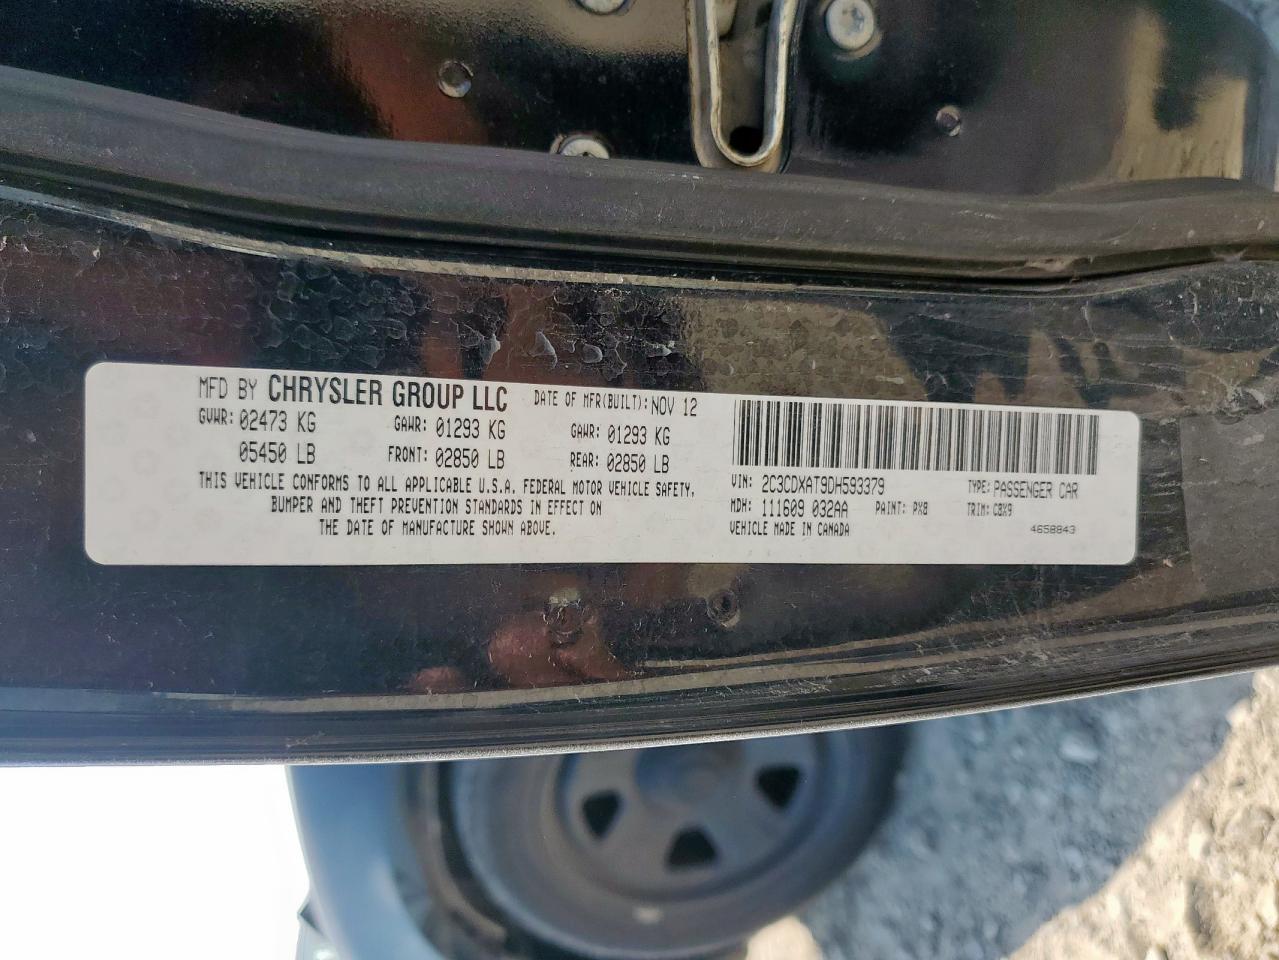 MFD BY CHRYSLER GROUP LLC DATE OF MFR(BUILT): NOV 12
GVWR: 02473 KG GAWR: 01293 KG GAWR: 01293 KG
05450 LB FRONT: 02850 LB REAR: 02850 LB
THIS VEHICLE CONFORMS TO ALL APPLICABLE U.S.A. FEDERAL MOTOR VEHICLE SAFETY,
BUMPER AND THEFT PREVENTION STANDARDS IN EFFECT ON
THE DATE OF MANUFACTURE SHOWN ABOVE.
VIN: 2C3CDXAT9DH593379 TYPE: PASSENGER CAR
MDH: 111609 032AA PAINT: PX8 TRIM: C8X9
VEHICLE MADE IN CANADA 4658843